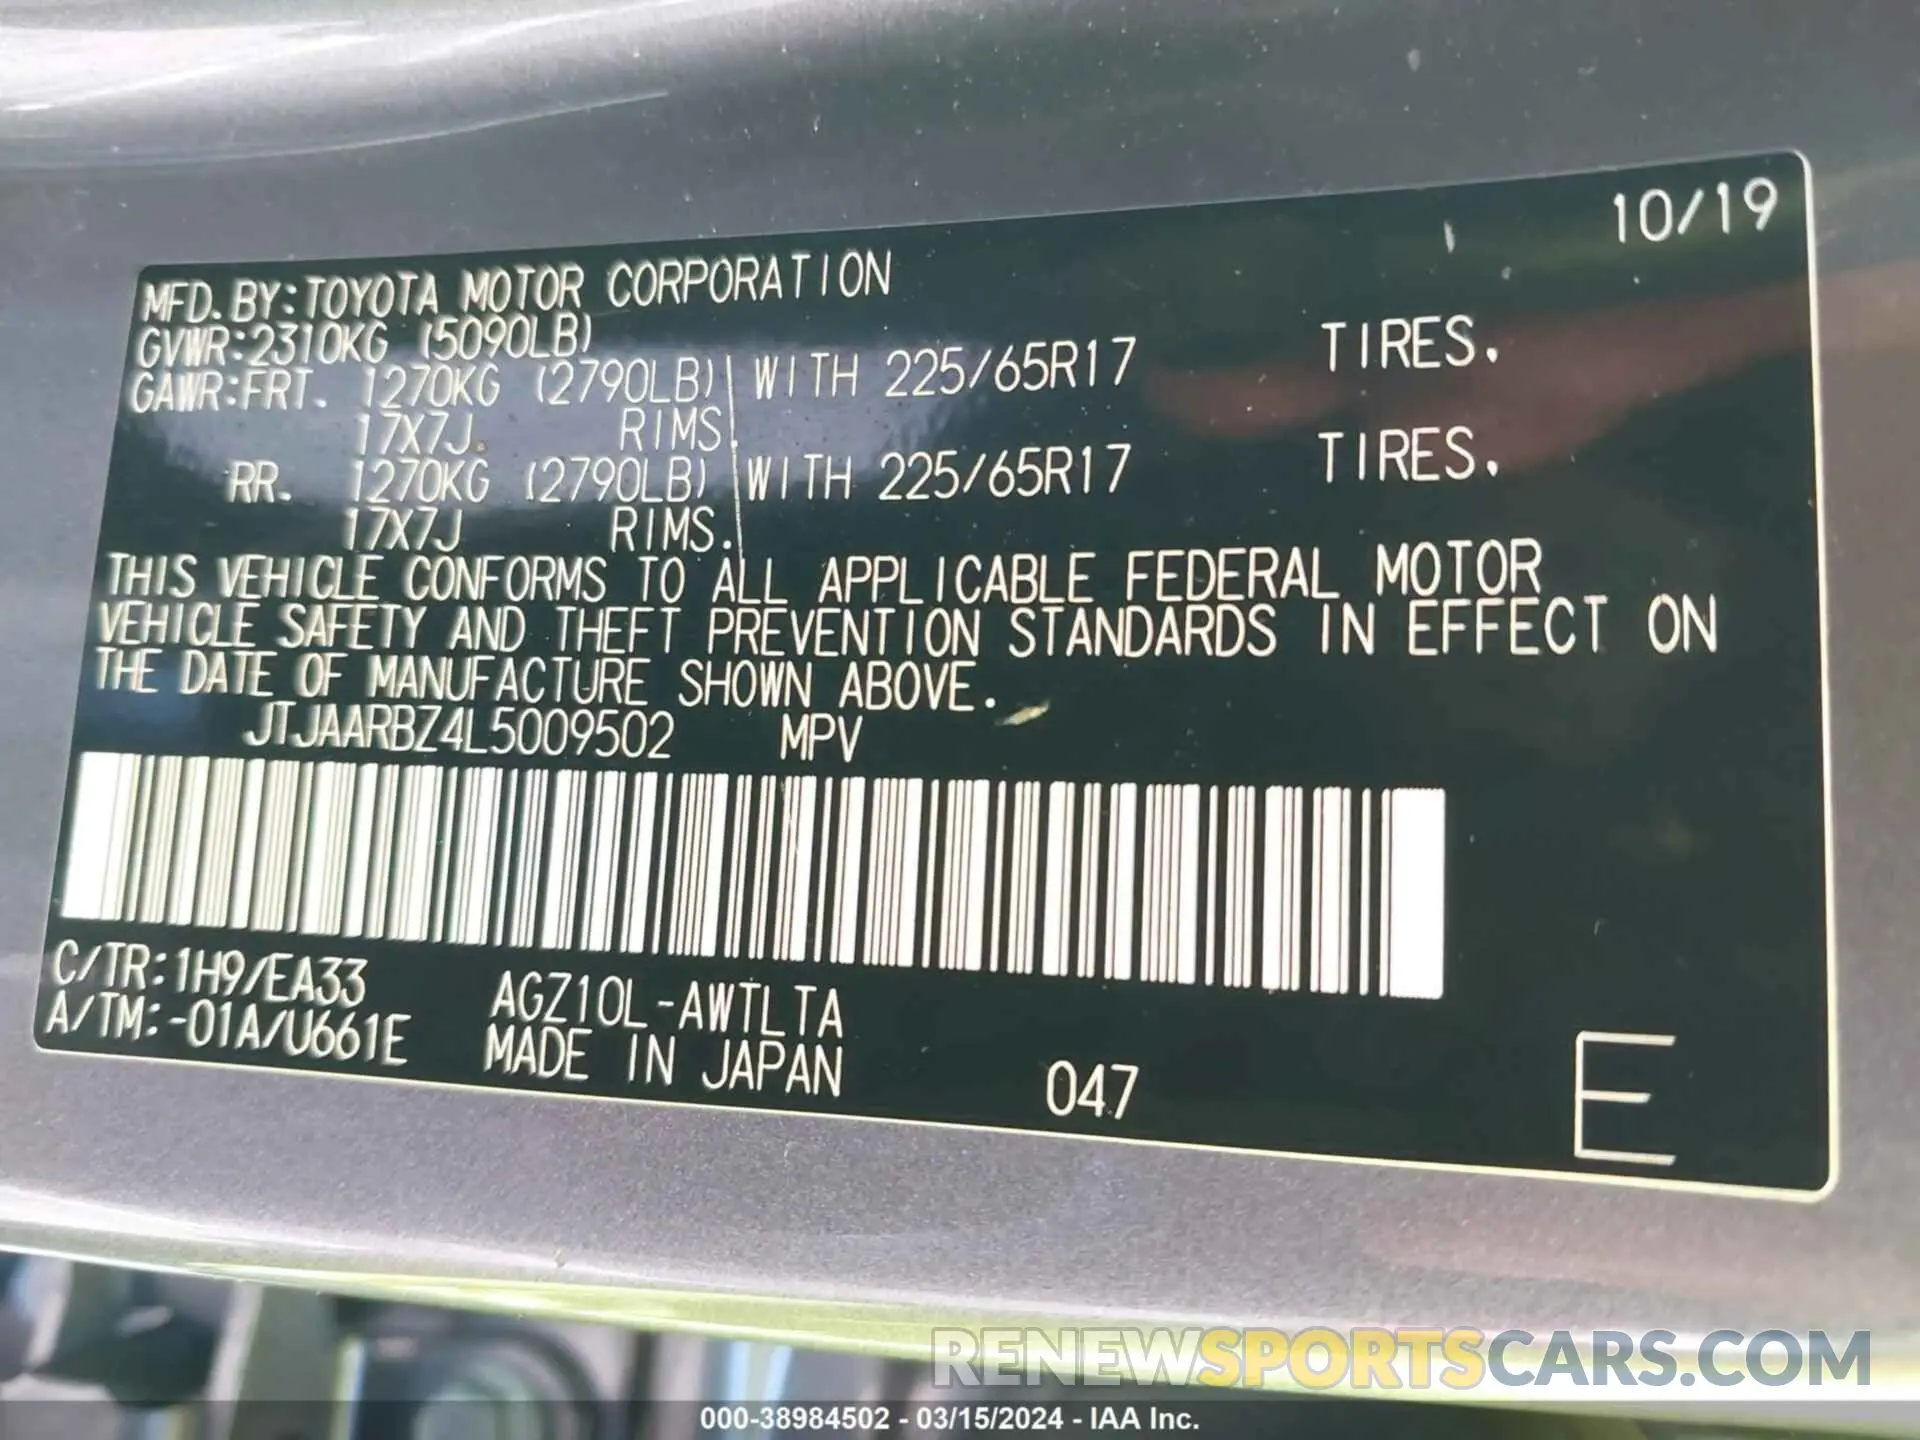 10/19
MFD. BY: TOYOTA MOTOR CORPORATION
GVWR: 2310KG (5090LB)
GAWR: FRT. 1270KG (2790LB) WITH 225/65R17 TIRES.
17X7J RIMS.
RR. 1270KG (2790LB) WITH 225/65R17 TIRES.
17X7J RIMS.
THIS VEHICLE CONFORMS TO ALL APPLICABLE FEDERAL MOTOR
VEHICLE SAFETY AND THEFT PREVENTION STANDARDS IN EFFECT ON
THE DATE OF MANUFACTURE SHOWN ABOVE.
JTJAARBZ4L5009502 MPV
C/TR: 1H9/EA33 AGZ10L-AWTLTA
A/TM: -01A/U661E MADE IN JAPAN 047 E
RENEWSPORTSCARS.COM
000-38984502 - 03/15/2024 - IAA Inc.